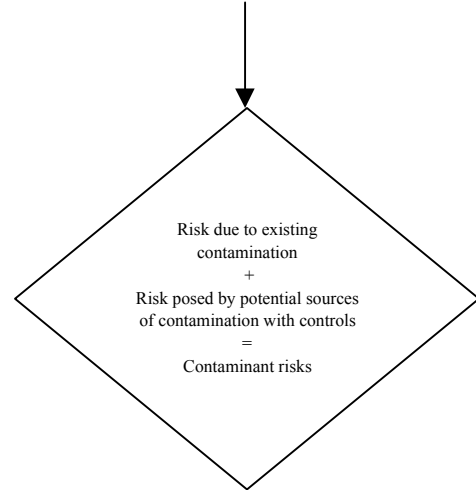 Risk due to existing
contamination
+
Risk posed by potential sources
of contamination with controls
=
Contaminant risks